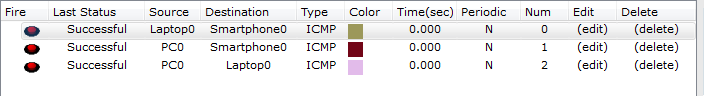 Fire Last Status Source Destination Type Color Time(sec) Periodic Num Edit Delete
Successful Laptop0 Smartphone0 ICMP 0.000 N 0 (edit) (delete)
Successful PC0 Smartphone0 ICMP 0.000 N 1 (edit) (delete)
Successful PC0 Laptop0 ICMP 0.000 N 2 (edit) (delete)